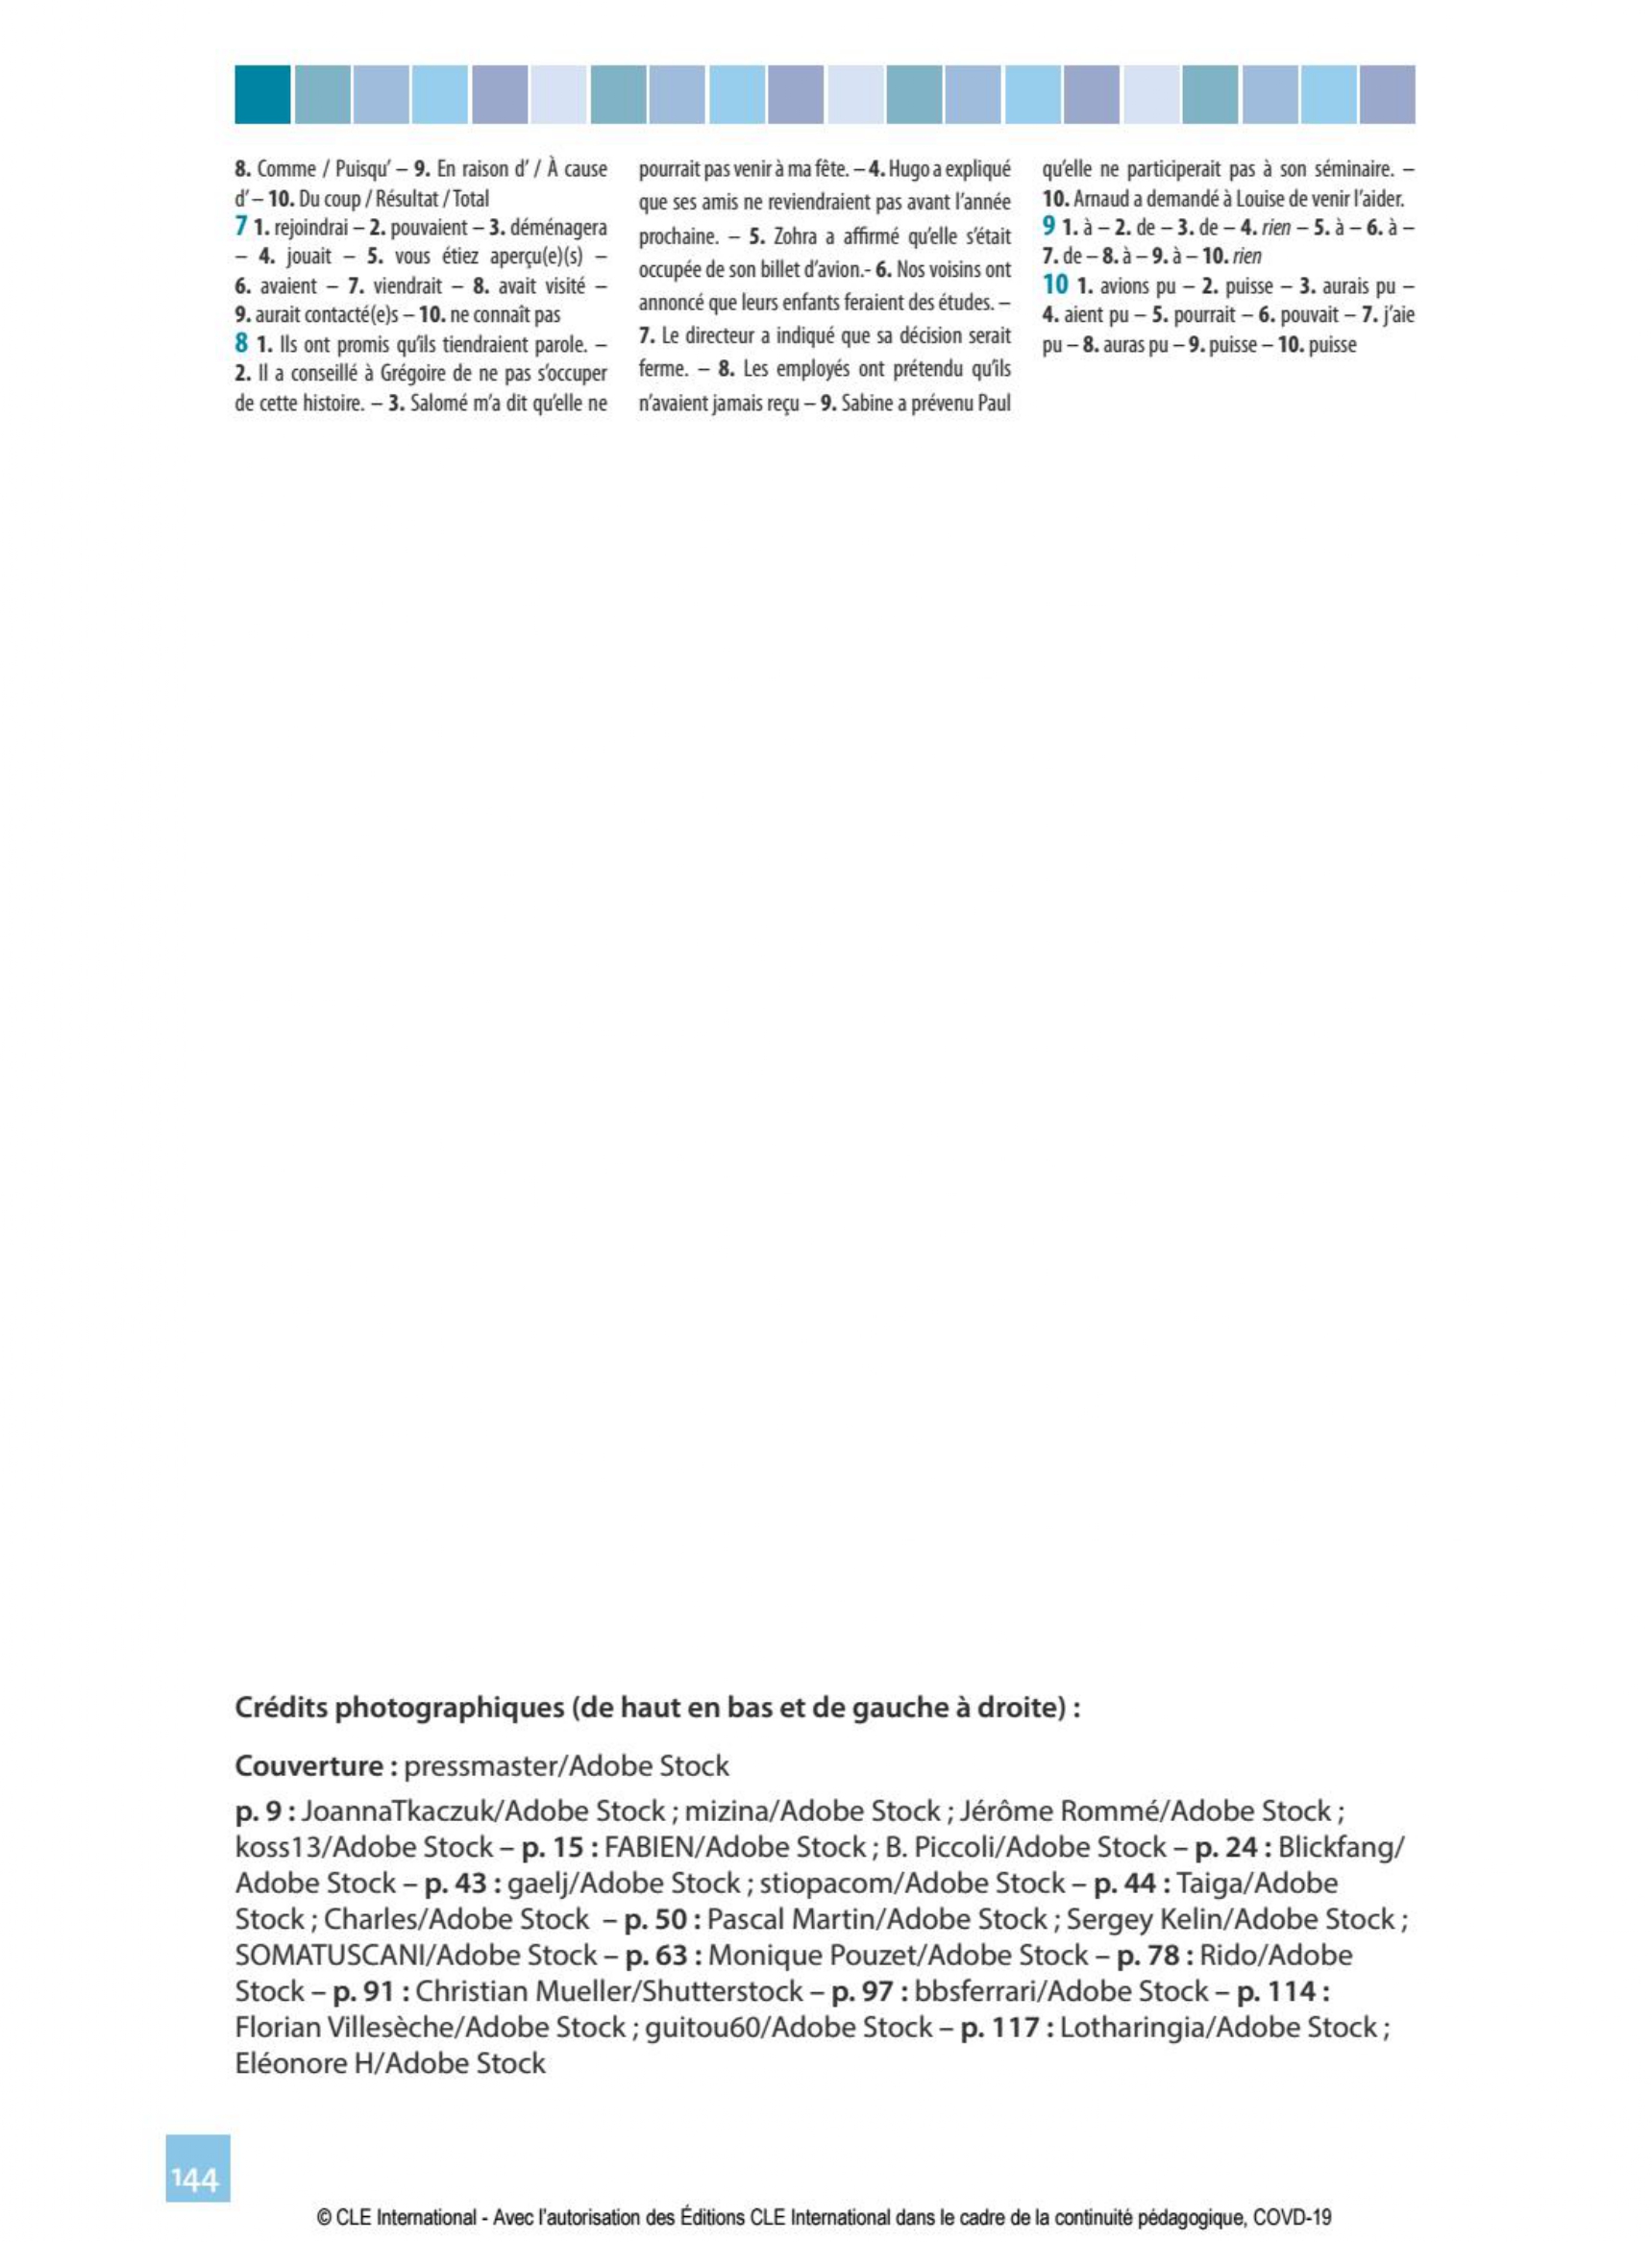 8. Comme / Puisqu’ – 9. En raison d’ / À cause
d’ – 10. Du coup / Résultat / Total
7 1. rejoindrai – 2. pouvaient – 3. déménagera
– 4. jouait – 5. vous étiez aperçu(e)(s) –
6. avaient – 7. viendrait – 8. avait visité –
9. aurait contacté(e)s – 10. ne connaît pas
8 1. Ils ont promis qu’ils tiendraient parole. –
2. Il a conseillé à Grégoire de ne pas s’occuper
de cette histoire. – 3. Salomé m’a dit qu’elle ne
pourrait pas venir à ma fête. – 4. Hugo a expliqué
que ses amis ne reviendraient pas avant l’année
prochaine. – 5. Zohra a affirmé qu’elle s’était
occupée de son billet d’avion.- 6. Nos voisins ont
annoncé que leurs enfants feraient des études. –
7. Le directeur a indiqué que sa décision serait
ferme. – 8. Les employés ont prétendu qu’ils
n’avaient jamais reçu – 9. Sabine a prévenu Paul
qu’elle ne participerait pas à son séminaire. –
10. Arnaud a demandé à Louise de venir l’aider.
9 1. à – 2. de – 3. de – 4. rien – 5. à – 6. à –
7. de – 8. à – 9. à – 10. rien
10 1. avions pu – 2. puisse – 3. aurais pu –
4. aient pu – 5. pourrait – 6. pouvait – 7. j’aie
pu – 8. auras pu – 9. puisse – 10. puisse
Crédits photographiques (de haut en bas et de gauche à droite) :
Couverture : pressmaster/Adobe Stock
p. 9 : JoannaTkaczuk/Adobe Stock ; mizina/Adobe Stock ; Jérôme Rommé/Adobe Stock ;
koss13/Adobe Stock – p. 15 : FABIEN/Adobe Stock ; B. Piccoli/Adobe Stock – p. 24 : Blickfang/
Adobe Stock – p. 43 : gaelj/Adobe Stock ; stiopacom/Adobe Stock – p. 44 : Taiga/Adobe
Stock ; Charles/Adobe Stock – p. 50 : Pascal Martin/Adobe Stock ; Sergey Kelin/Adobe Stock ;
SOMATUSCANI/Adobe Stock – p. 63 : Monique Pouzet/Adobe Stock – p. 78 : Rido/Adobe
Stock – p. 91 : Christian Mueller/Shutterstock – p. 97 : bbsferrari/Adobe Stock – p. 114 :
Florian Villesèche/Adobe Stock ; guitou60/Adobe Stock – p. 117 : Lotharingia/Adobe Stock ;
Eléonore H/Adobe Stock
144
© CLE International - Avec l’autorisation des Éditions CLE International dans le cadre de la continuité pédagogique, COVD-19